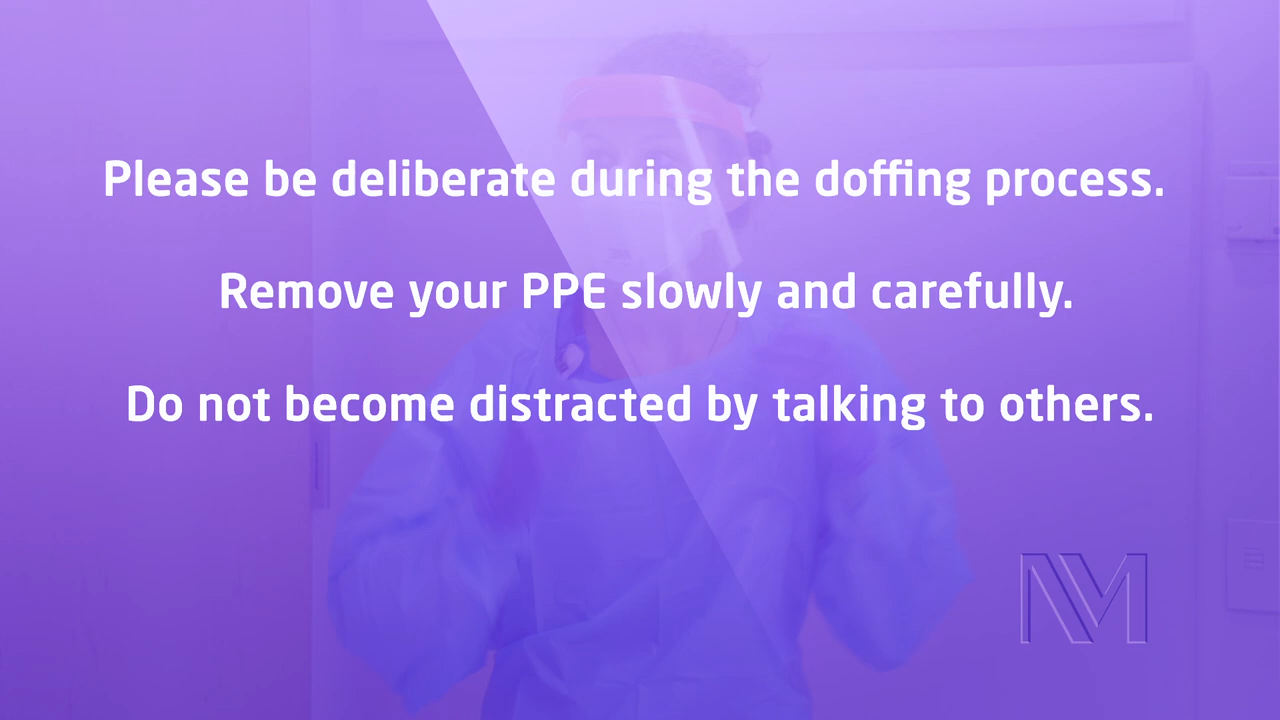 Please be deliberate during the doffing process.
Remove your PPE slowly and carefully.
Do not become distracted by talking to others.
NM